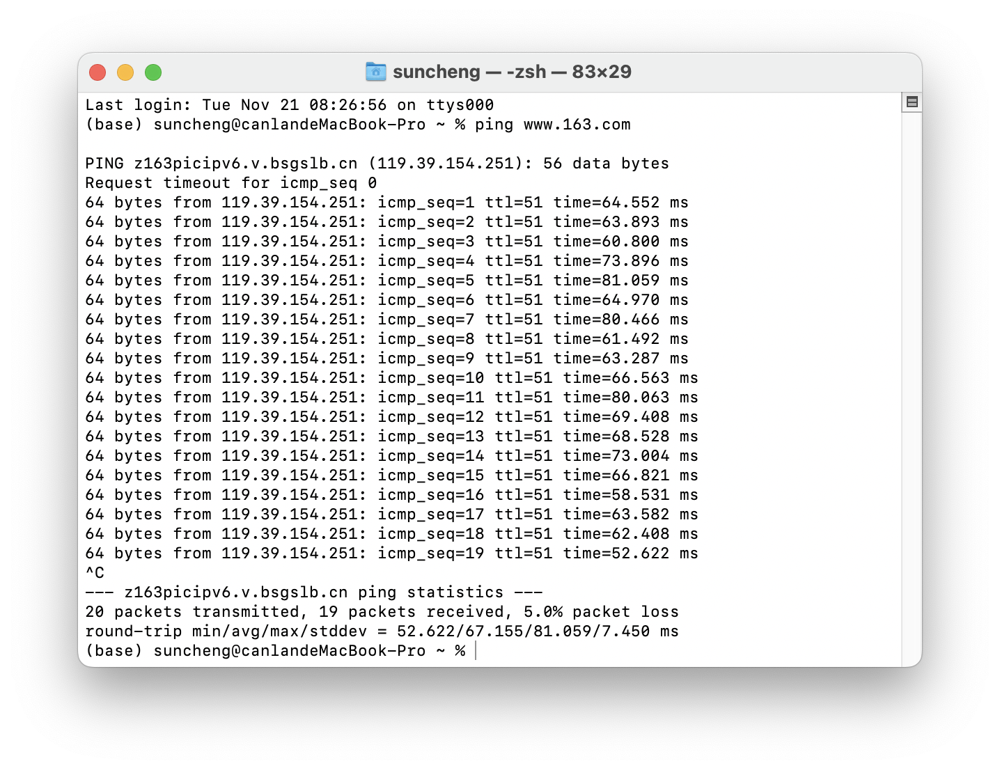 suncheng — -zsh — 83×29
Last login: Tue Nov 21 08:26:56 on ttys000
(base) suncheng@canlandeMacBook-Pro ~ % ping www.163.com
PING z163picipv6.v.bsgslb.cn (119.39.154.251): 56 data bytes
Request timeout for icmp_seq 0
64 bytes from 119.39.154.251: icmp_seq=1 ttl=51 time=64.552 ms
64 bytes from 119.39.154.251: icmp_seq=2 ttl=51 time=63.893 ms
64 bytes from 119.39.154.251: icmp_seq=3 ttl=51 time=60.800 ms
64 bytes from 119.39.154.251: icmp_seq=4 ttl=51 time=73.896 ms
64 bytes from 119.39.154.251: icmp_seq=5 ttl=51 time=81.059 ms
64 bytes from 119.39.154.251: icmp_seq=6 ttl=51 time=64.970 ms
64 bytes from 119.39.154.251: icmp_seq=7 ttl=51 time=80.466 ms
64 bytes from 119.39.154.251: icmp_seq=8 ttl=51 time=61.492 ms
64 bytes from 119.39.154.251: icmp_seq=9 ttl=51 time=63.287 ms
64 bytes from 119.39.154.251: icmp_seq=10 ttl=51 time=66.563 ms
64 bytes from 119.39.154.251: icmp_seq=11 ttl=51 time=80.063 ms
64 bytes from 119.39.154.251: icmp_seq=12 ttl=51 time=69.408 ms
64 bytes from 119.39.154.251: icmp_seq=13 ttl=51 time=68.528 ms
64 bytes from 119.39.154.251: icmp_seq=14 ttl=51 time=73.004 ms
64 bytes from 119.39.154.251: icmp_seq=15 ttl=51 time=66.821 ms
64 bytes from 119.39.154.251: icmp_seq=16 ttl=51 time=58.531 ms
64 bytes from 119.39.154.251: icmp_seq=17 ttl=51 time=63.582 ms
64 bytes from 119.39.154.251: icmp_seq=18 ttl=51 time=62.408 ms
64 bytes from 119.39.154.251: icmp_seq=19 ttl=51 time=52.622 ms
^C
--- z163picipv6.v.bsgslb.cn ping statistics ---
20 packets transmitted, 19 packets received, 5.0% packet loss
round-trip min/avg/max/stddev = 52.622/67.155/81.059/7.450 ms
(base) suncheng@canlandeMacBook-Pro ~ %